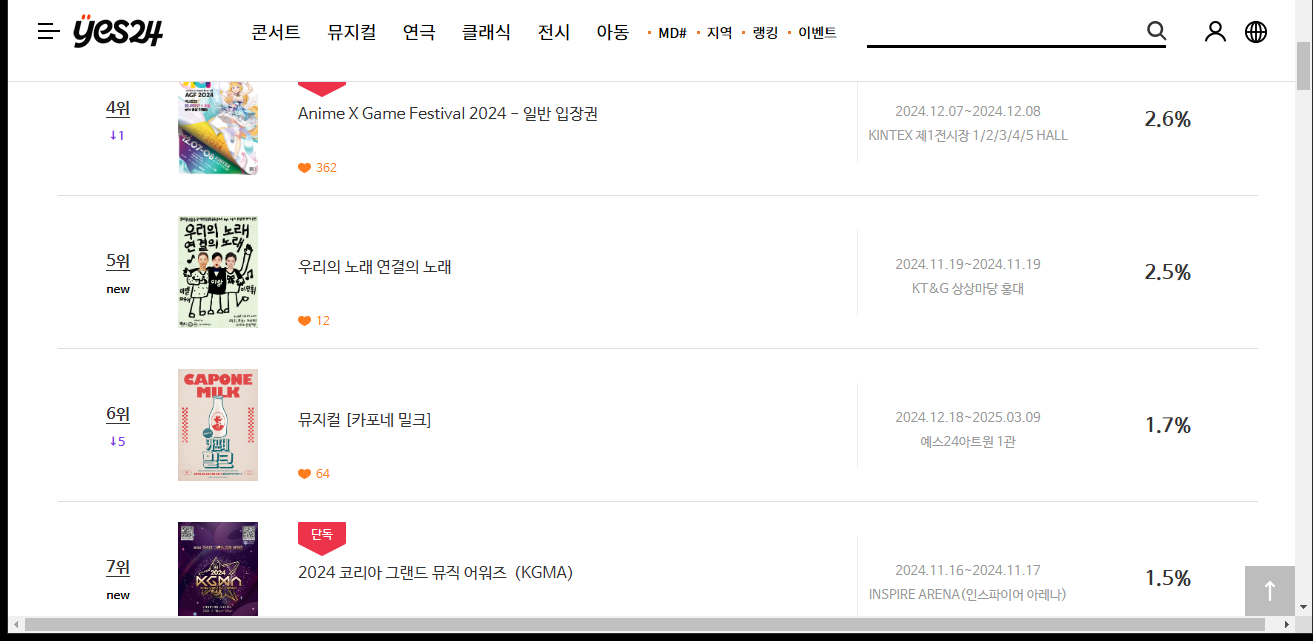 yes24
콘서트 뮤지컬 연극 클래식 전시 아동 MD# 지역 랭킹 이벤트
4위
↓1
AGF 2024
Anime X Game Festival 2024 - 일반 입장권
362
2024.12.07~2024.12.08
KINTEX 제1전시장 1/2/3/4/5 HALL
2.6%
5위
new
우리의 노래
연결의 노래
우리의 노래 연결의 노래
12
2024.11.19~2024.11.19
KT&G 상상마당 홍대
2.5%
6위
↓5
CAPONE
MILK
카포네
밀크
뮤지컬 [카포네 밀크]
64
2024.12.18~2025.03.09
예스24아트원 1관
1.7%
7위
new
2024
KGMA
단독
2024 코리아 그랜드 뮤직 어워즈 (KGMA)
2024.11.16~2024.11.17
INSPIRE ARENA(인스파이어 아레나)
1.5%